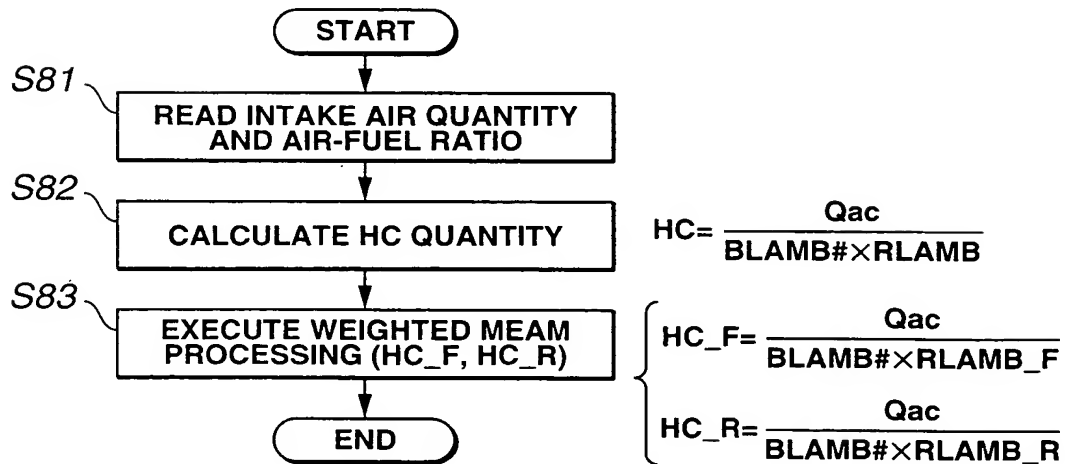 START
S81
READ INTAKE AIR QUANTITY
AND AIR-FUEL RATIO
S82
CALCULATE HC QUANTITY
HC= Qac / BLAMB#×RLAMB
S83
EXECUTE WEIGHTED MEAM
PROCESSING (HC_F, HC_R)
HC_F= Qac / BLAMB#×RLAMB_F
HC_R= Qac / BLAMB#×RLAMB_R
END